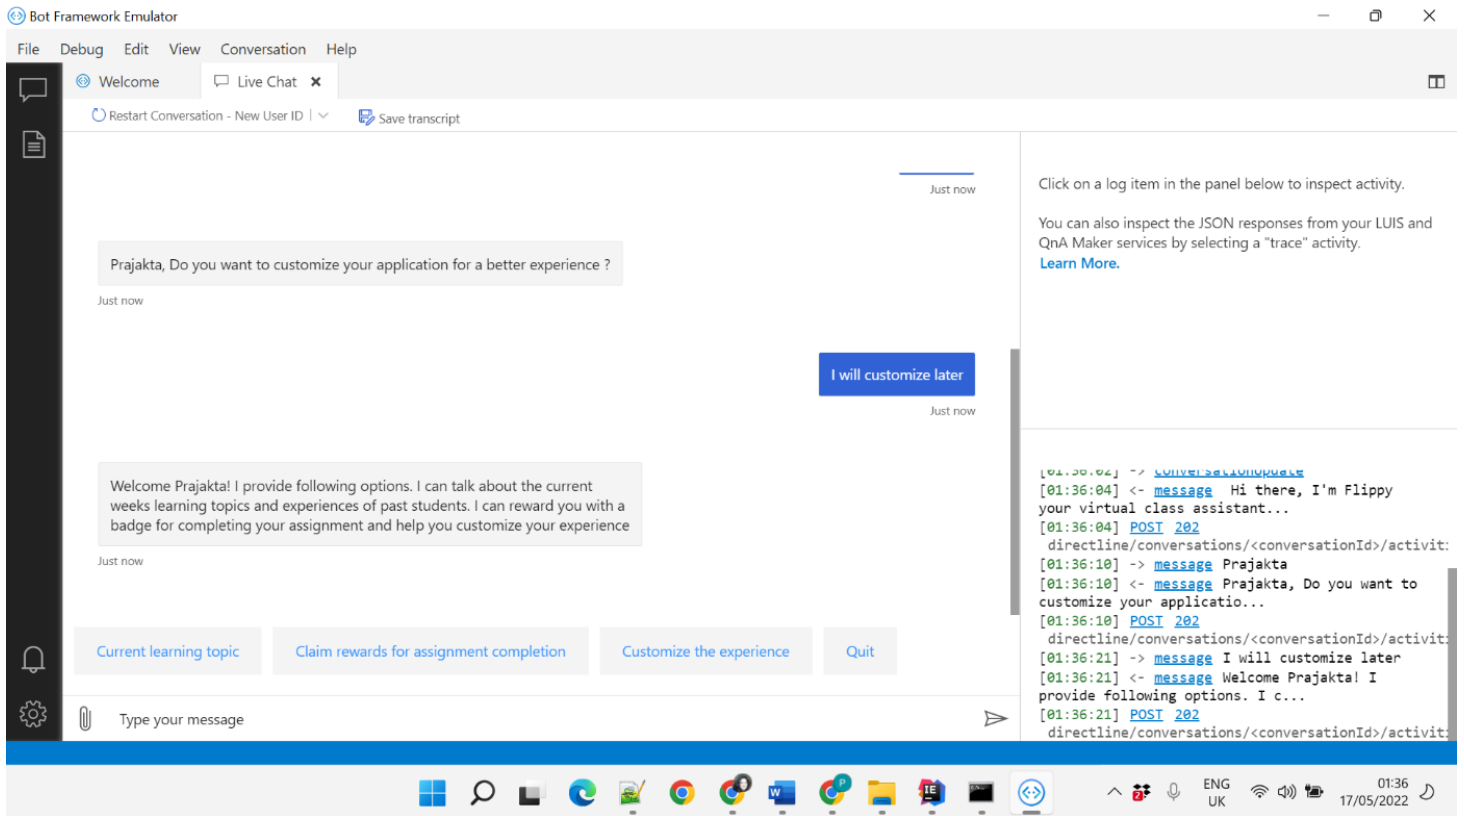 Bot Framework Emulator
File Debug Edit View Conversation Help
Welcome
Live Chat
Restart Conversation - New User ID
Save transcript
Just now
Prajakta, Do you want to customize your application for a better experience ?
Just now
I will customize later
Just now
Welcome Prajakta! I provide following options. I can talk about the current
weeks learning topics and experiences of past students. I can reward you with a
badge for completing your assignment and help you customize your experience
Just now
Current learning topic
Claim rewards for assignment completion
Customize the experience
Quit
Type your message
Click on a log item in the panel below to inspect activity.
You can also inspect the JSON responses from your LUIS and
QnA Maker services by selecting a "trace" activity.
Learn More.
[01:36:02] -> conversationUpdate
[01:36:04] <- message Hi there, I'm Flippy
your virtual class assistant...
[01:36:04] POST 202
directline/conversations/<conversationId>/activit
[01:36:10] -> message Prajakta
[01:36:10] <- message Prajakta, Do you want to
customize your applicatio...
[01:36:10] POST 202
directline/conversations/<conversationId>/activit
[01:36:21] -> message I will customize later
[01:36:21] <- message Welcome Prajakta! I
provide following options. I c...
[01:36:21] POST 202
directline/conversations/<conversationId>/activit
W
P
IE
2
ENG
UK
01:36
17/05/2022